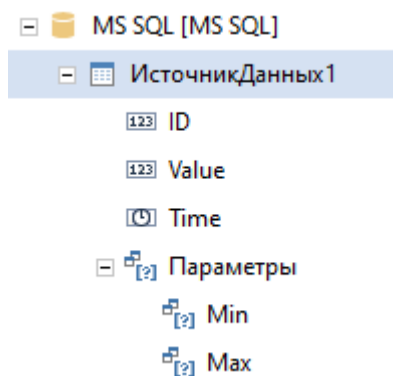 MS SQL [MS SQL]
ИсточникДанных1
123 ID
123 Value
Time
[?] Параметры
[?] Min
[?] Max